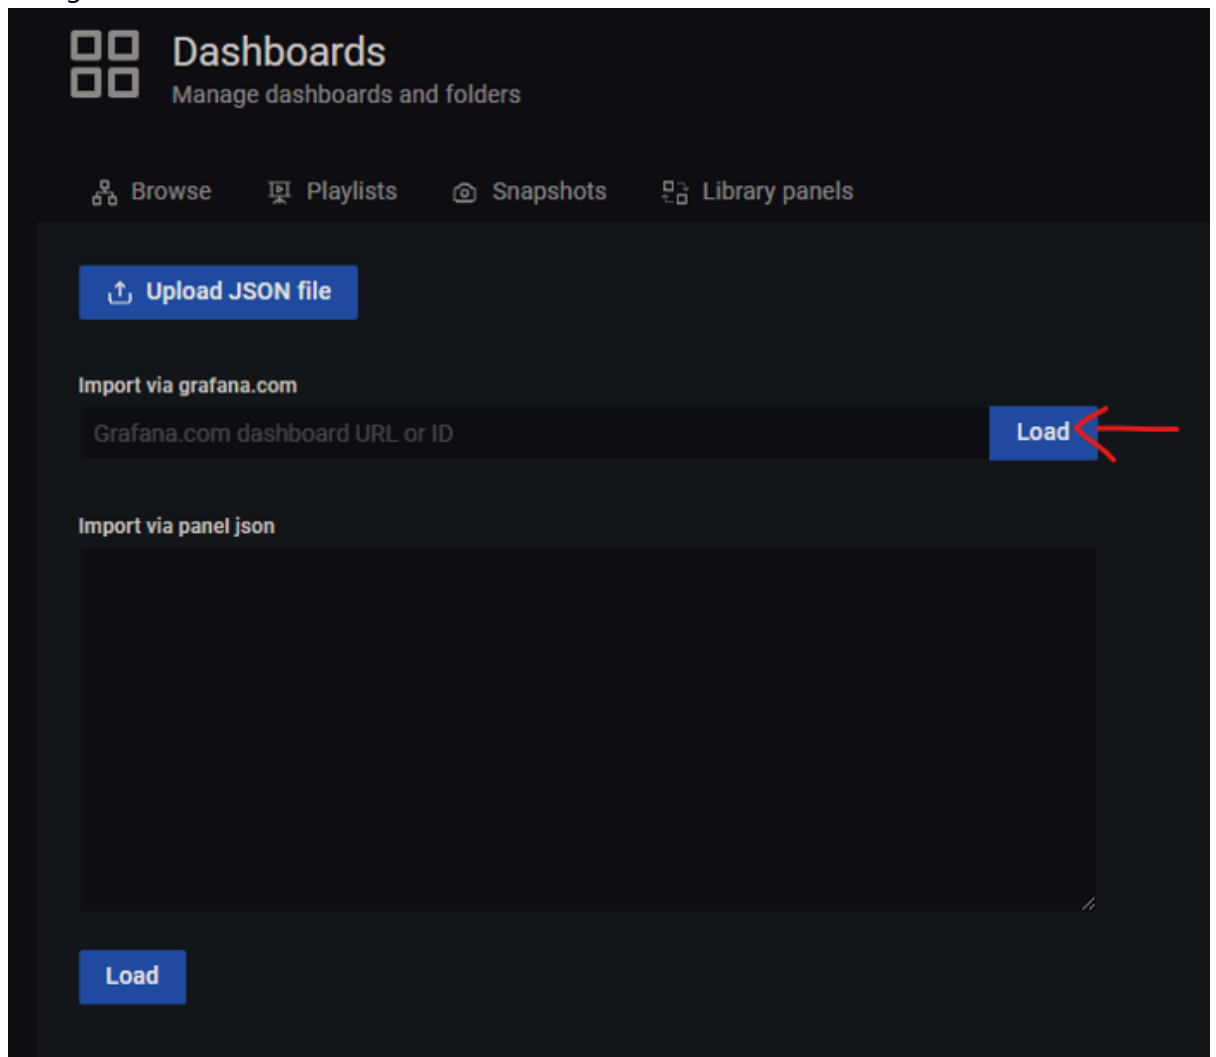 Dashboards
Manage dashboards and folders
Browse Playlists Snapshots Library panels
Upload JSON file
Import via grafana.com
Grafana.com dashboard URL or ID Load
Import via panel json
Load